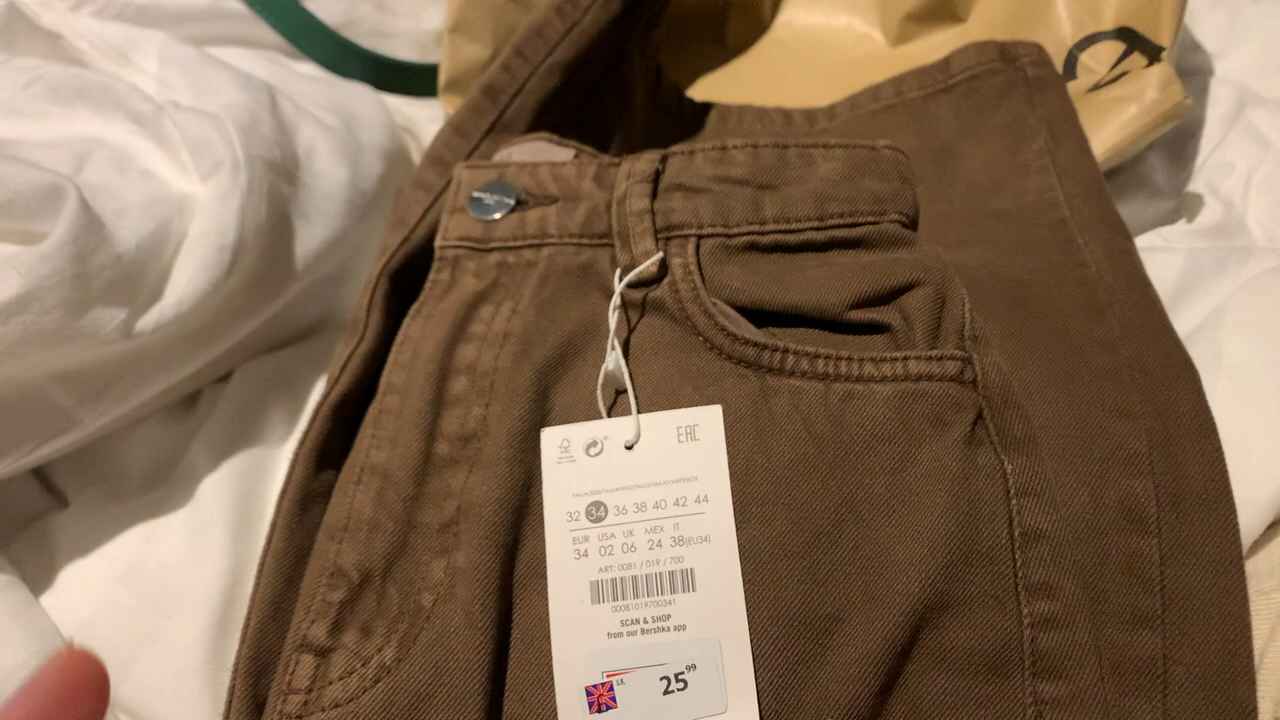 EAC
32 34 36 38 40 42 44
EUR USA UK MEX IT
34 02 06 24 38(EU34)
ART: 0081 / 019 / 700
00081019700341
SCAN & SHOP
from our Bershka app
U.K.
25.99